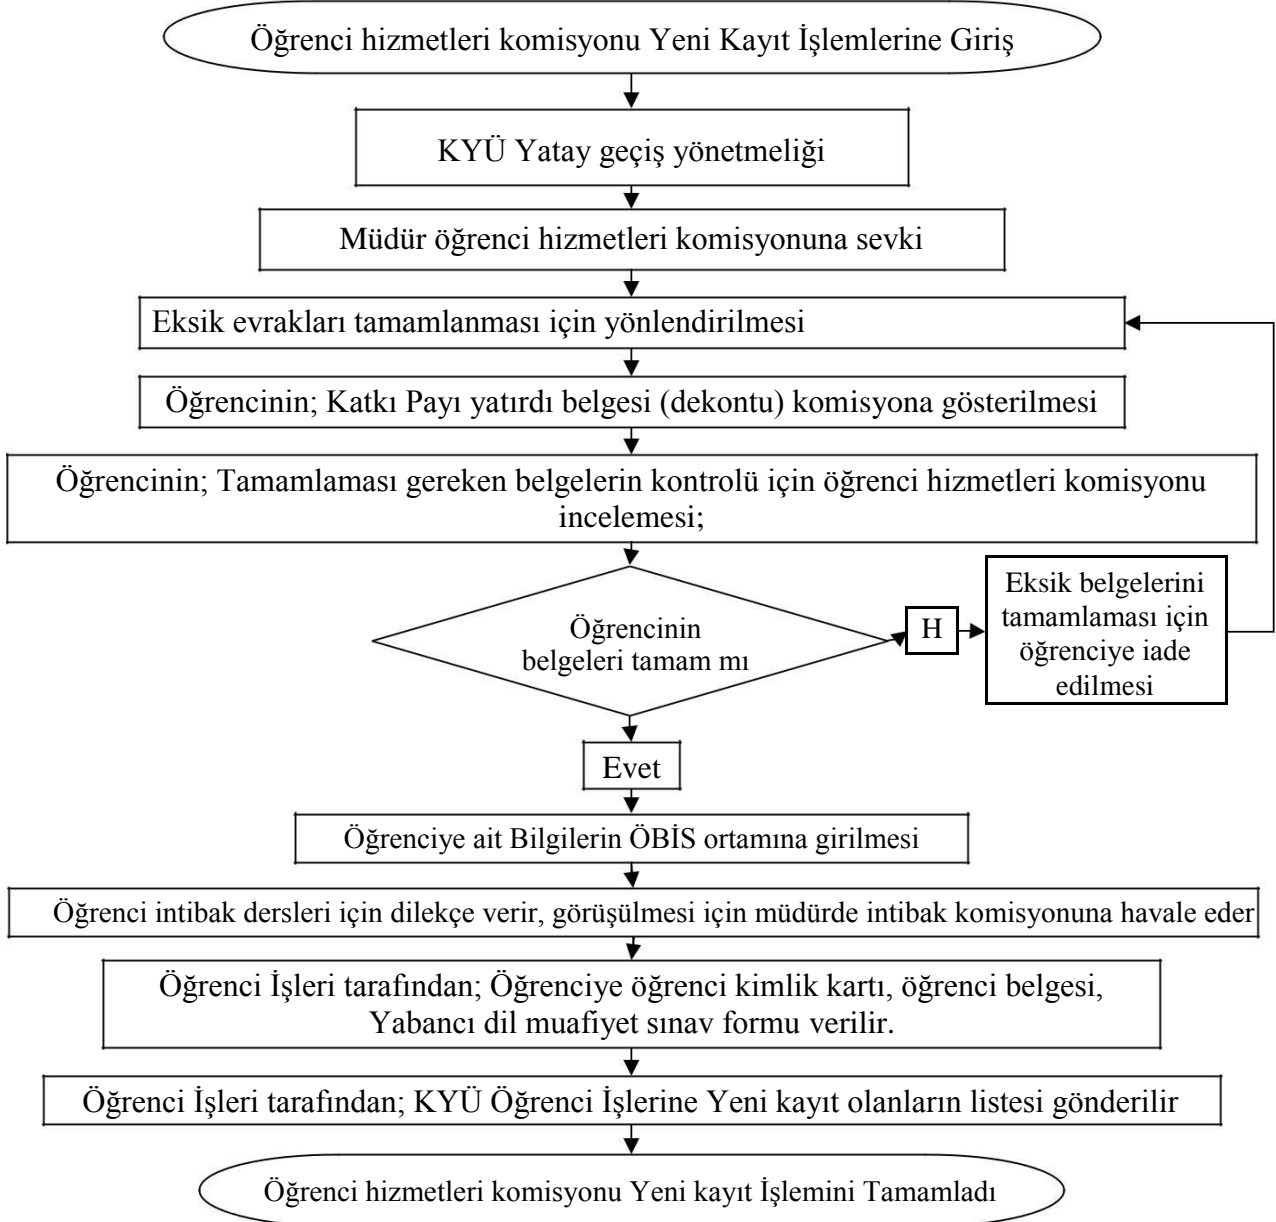 Öğrenci hizmetleri komisyonu Yeni Kayıt İşlemlerine Giriş
KYÜ Yatay geçiş yönetmeliği
Müdür öğrenci hizmetleri komisyonuna sevki
Eksik evrakları tamamlanması için yönlendirilmesi
Öğrencinin; Katkı Payı yatırdı belgesi (dekontu) komisyona gösterilmesi
Öğrencinin; Tamamlaması gereken belgelerin kontrolü için öğrenci hizmetleri komisyonu
incelemesi;
Öğrencinin
belgeleri tamam mı
H
Eksik belgelerini
tamamlaması için
öğrenciye iade
edilmesi
Evet
Öğrenciye ait Bilgilerin ÖBİS ortamına girilmesi
Öğrenci intibak dersleri için dilekçe verir, görüşülmesi için müdürde intibak komisyonuna havale eder
Öğrenci İşleri tarafından; Öğrenciye öğrenci kimlik kartı, öğrenci belgesi,
Yabancı dil muafiyet sınav formu verilir.
Öğrenci İşleri tarafından; KYÜ Öğrenci İşlerine Yeni kayıt olanların listesi gönderilir
Öğrenci hizmetleri komisyonu Yeni kayıt İşlemini Tamamladı